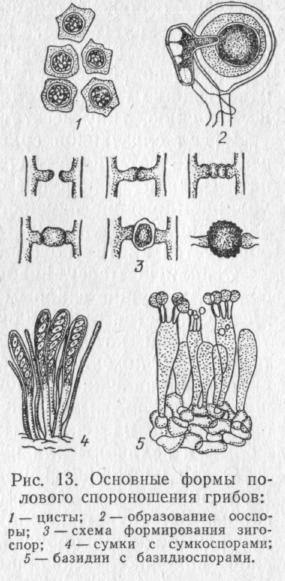 1
2
3
4
5
Рис. 13. Основные формы по-
лового спороношения грибов:
1 — цисты; 2 — образование ооспо-
ры; 3 — схема формирования зиго-
спор; 4 — сумки с сумкоспорами;
5 — базидии с базидиоспорами.